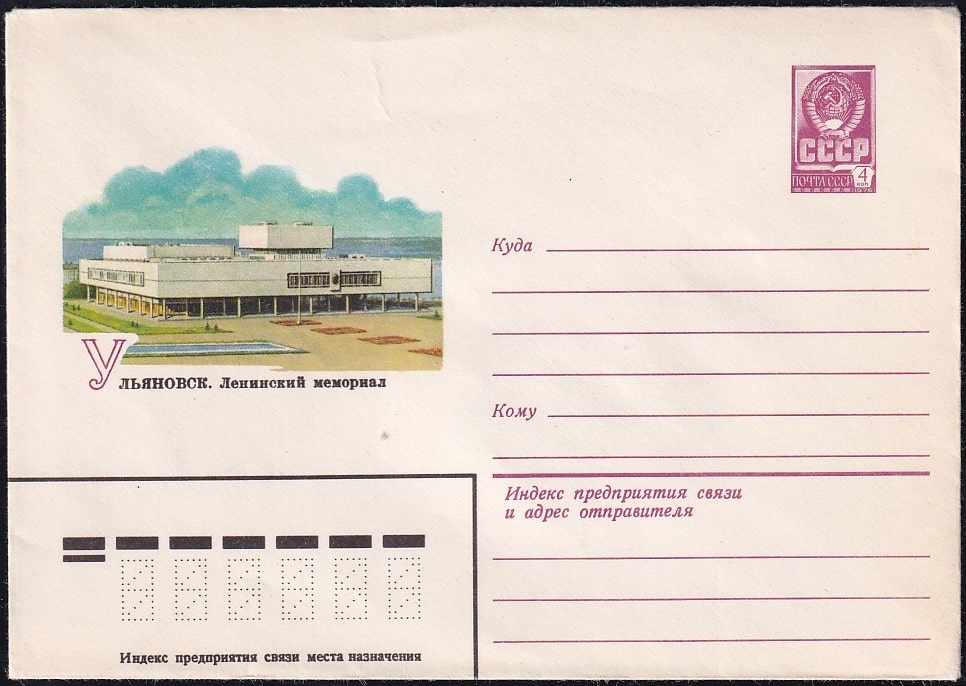 СССР
ПОЧТА СССР
4
КОП
1976
Куда
Ульяновск. Ленинский мемориал
Кому
Индекс предприятия связи
и адрес отправителя
Индекс предприятия связи места назначения